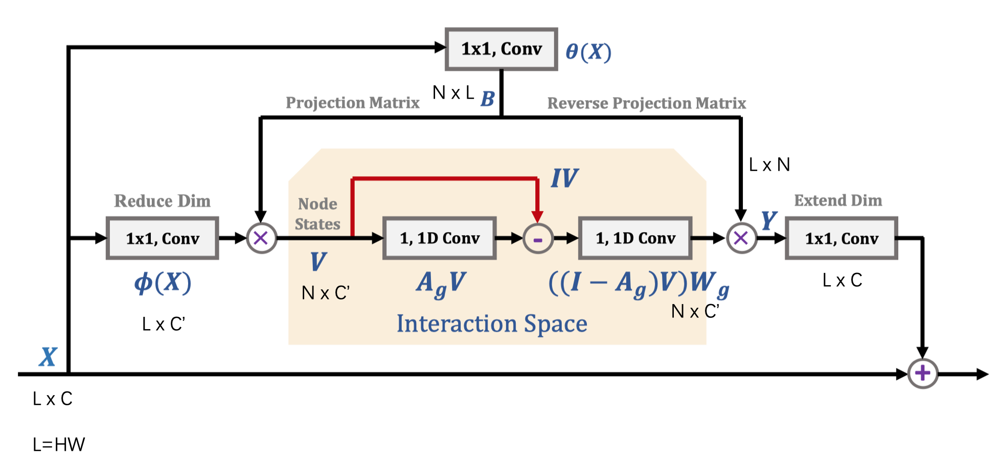 1x1, Conv
θ(X)
N x L
B
Projection Matrix
Reverse Projection Matrix
L x N
IV
Reduce Dim
Node
States
Extend Dim
1x1, Conv
×
1, 1D Conv
-
1, 1D Conv
×
Y
1x1, Conv
V
ϕ(X)
A_g V
((I − A_g)V)W_g
L x C
N x C’
N x C’
L x C’
Interaction Space
X
+
L x C
L=HW